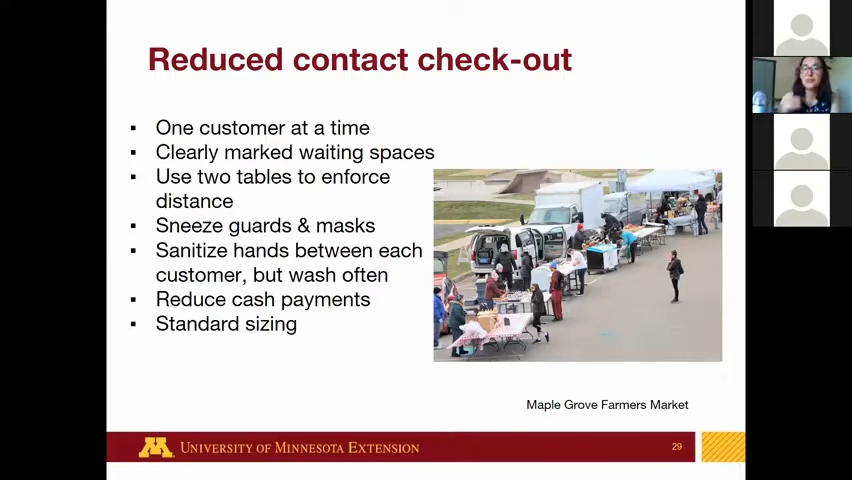 Reduced contact check-out
▪ One customer at a time
▪ Clearly marked waiting spaces
▪ Use two tables to enforce
distance
▪ Sneeze guards & masks
▪ Sanitize hands between each
customer, but wash often
▪ Reduce cash payments
▪ Standard sizing
Maple Grove Farmers Market
M UNIVERSITY OF MINNESOTA EXTENSION
29